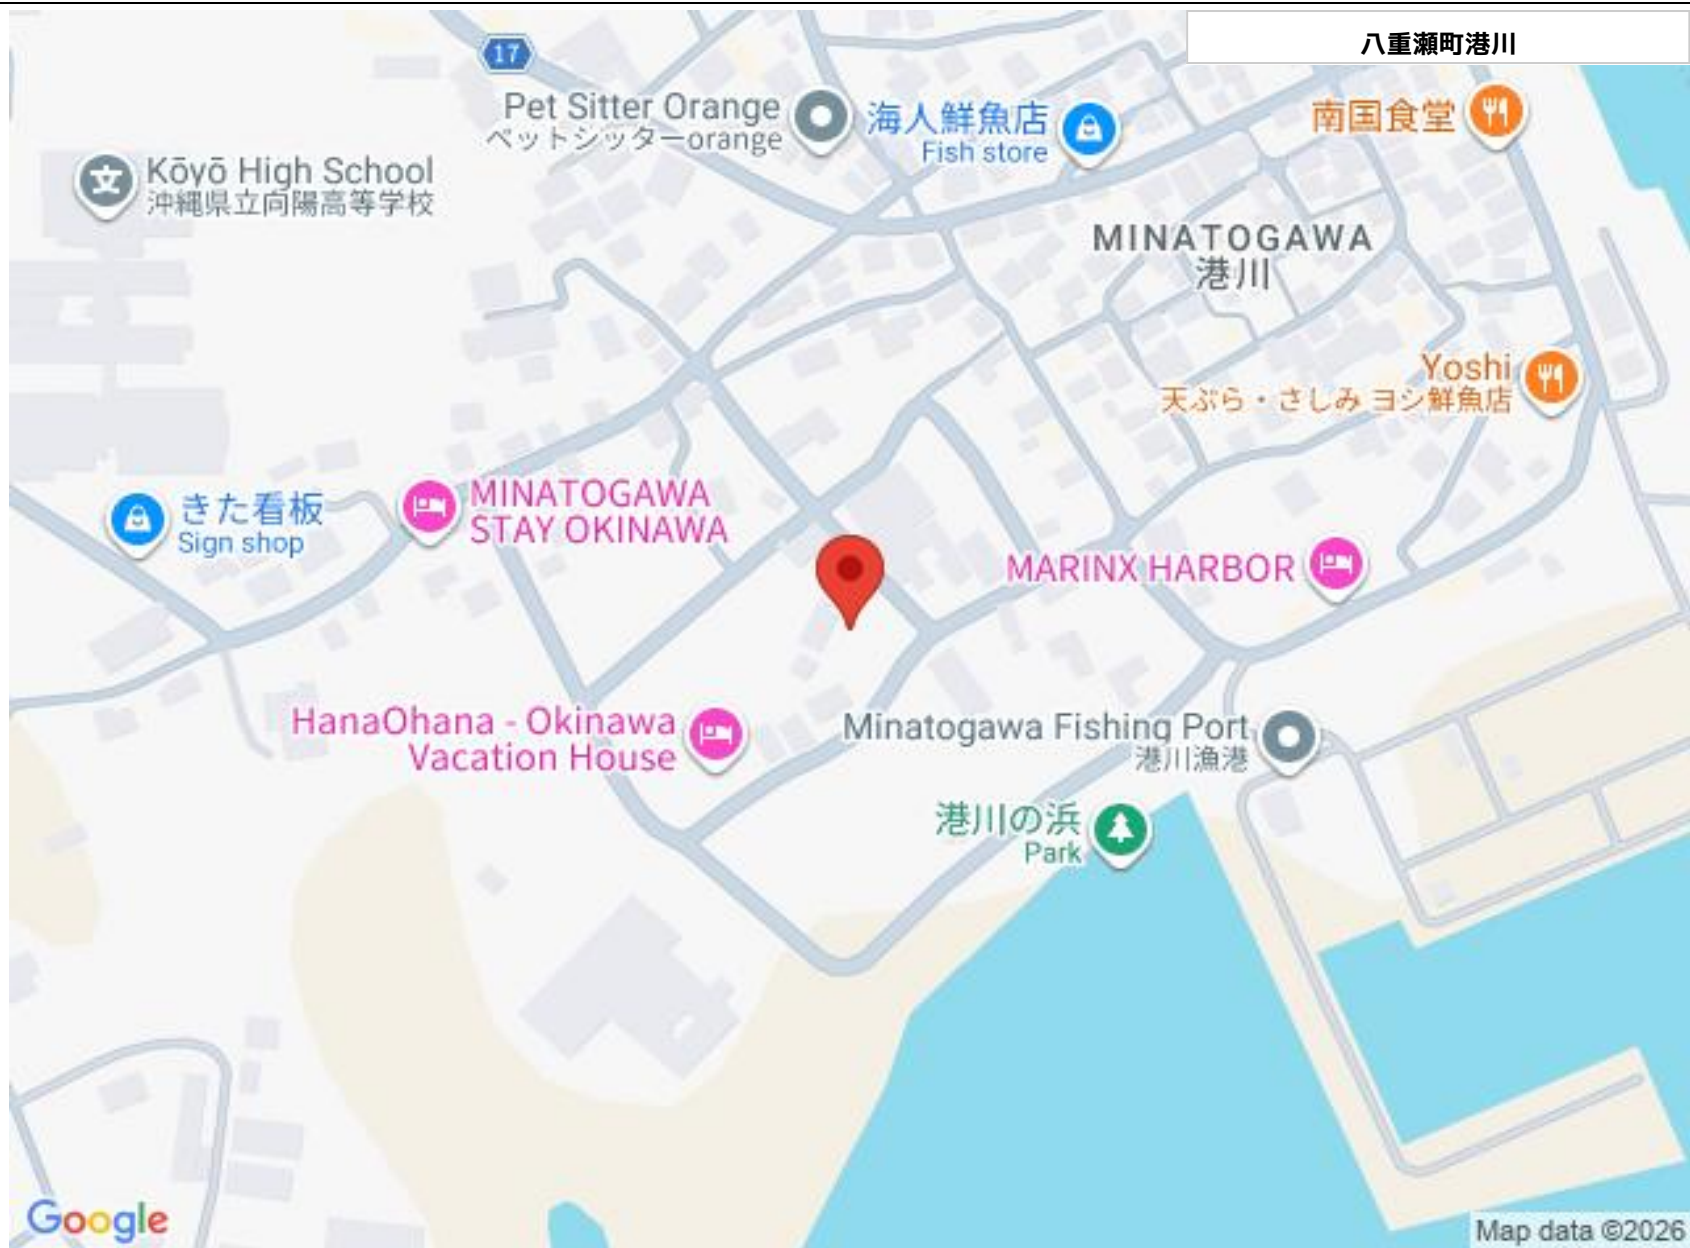 八重瀬町港川
17
Pet Sitter Orange
ペットシッターorange
海人鮮魚店
Fish store
南国食堂
文
Kōyō High School
沖縄県立向陽高等学校
MINATOGAWA
港川
Yoshi
天ぷら・さしみ ヨシ鮮魚店
きた看板
Sign shop
MINATOGAWA
STAY OKINAWA
MARINX HARBOR
HanaOhana - Okinawa
Vacation House
Minatogawa Fishing Port
港川漁港
港川の浜
Park
Google
Map data ©2026